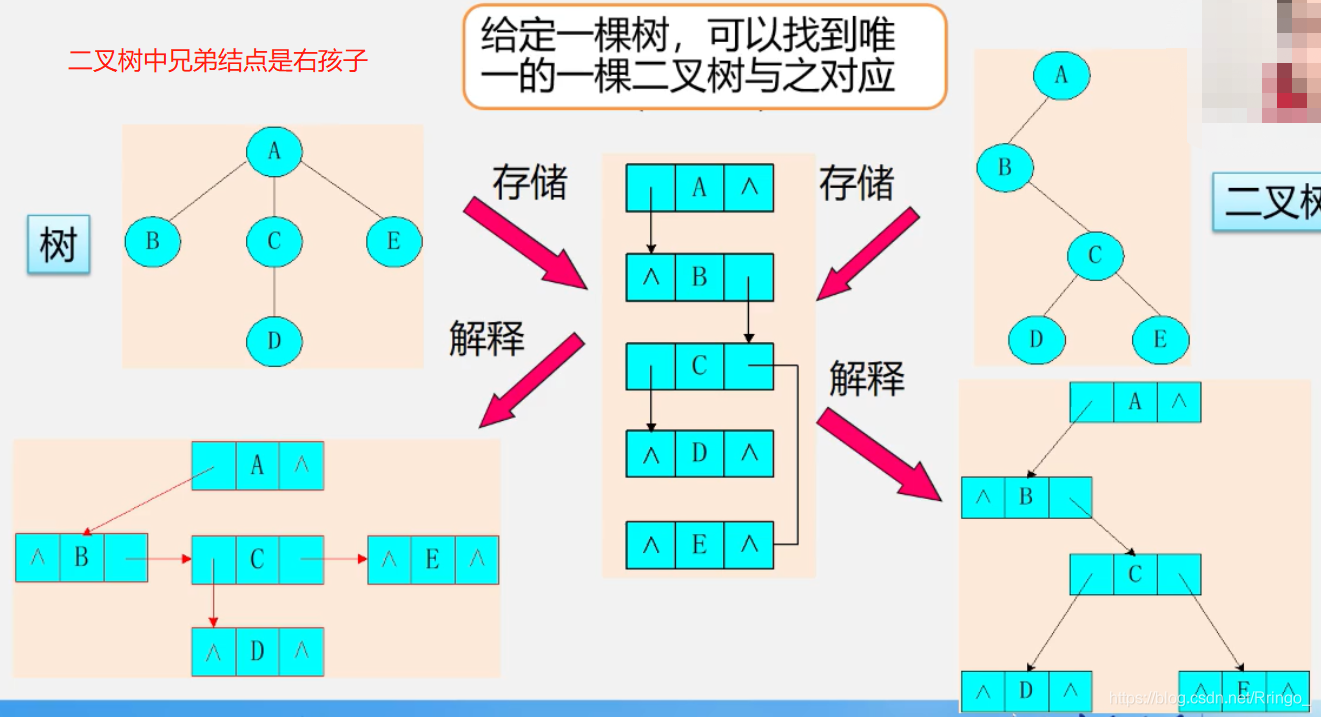 二叉树中兄弟结点是右孩子
给定一棵树，可以找到唯
一的一棵二叉树与之对应
树
A
B C E
D
存储
存储
解释
解释
A ∧
∧ B
C
∧ D ∧
∧ E ∧
A
B
C
D E
二叉树
A ∧
∧ B
C
∧ E ∧
∧ D ∧
A ∧
∧ B
C
∧ D ∧
∧ E ∧
https://blog.csdn.net/Rringo_